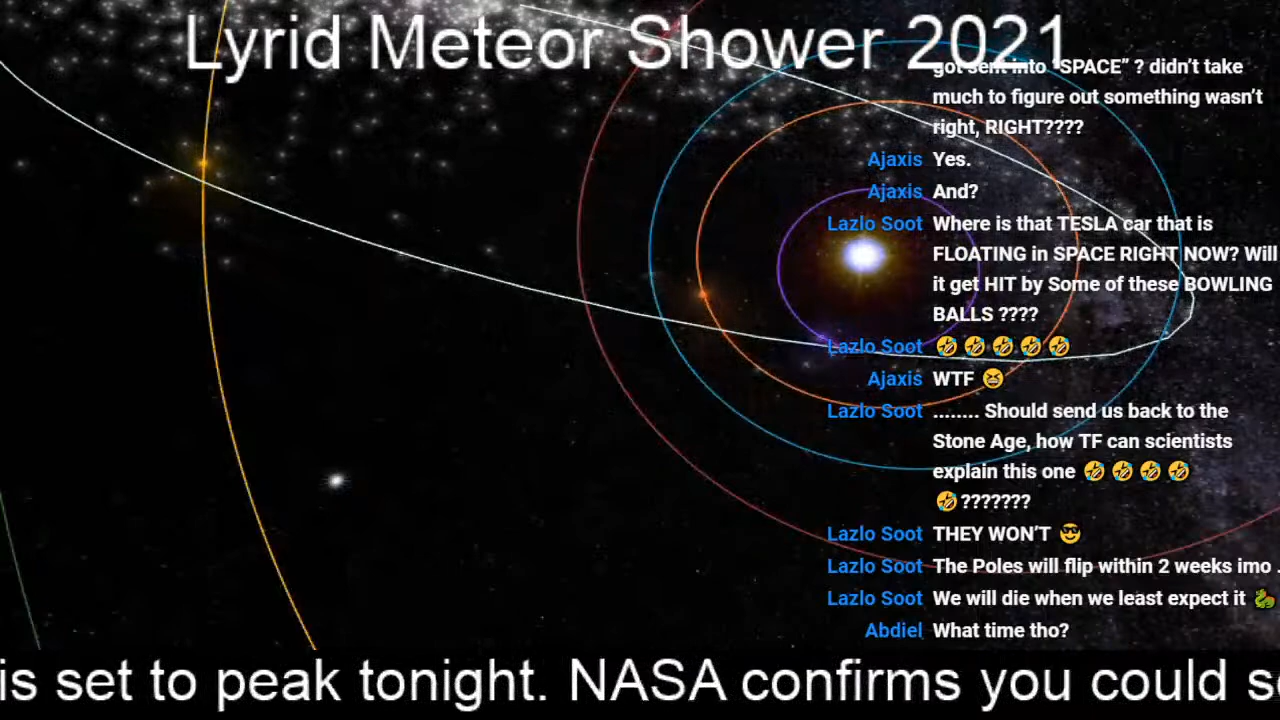 Lyrid Meteor Shower 2021
got sent into "SPACE" ? didn't take
much to figure out something wasn't
right, RIGHT????
Ajaxis Yes.
Ajaxis And?
Lazlo Soot Where is that TESLA car that is
FLOATING in SPACE RIGHT NOW? Will
it get HIT by Some of these BOWLING
BALLS ????
Lazlo Soot 🤣 🤣 🤣 🤣 🤣
Ajaxis WTF 😆
Lazlo Soot ........ Should send us back to the
Stone Age, how TF can scientists
explain this one 🤣 🤣 🤣 🤣
🤣 ???????
Lazlo Soot THEY WON'T 😎
Lazlo Soot The Poles will flip within 2 weeks imo .
Lazlo Soot We will die when we least expect it 🐉
Abdiel What time tho?
is set to peak tonight. NASA confirms you could